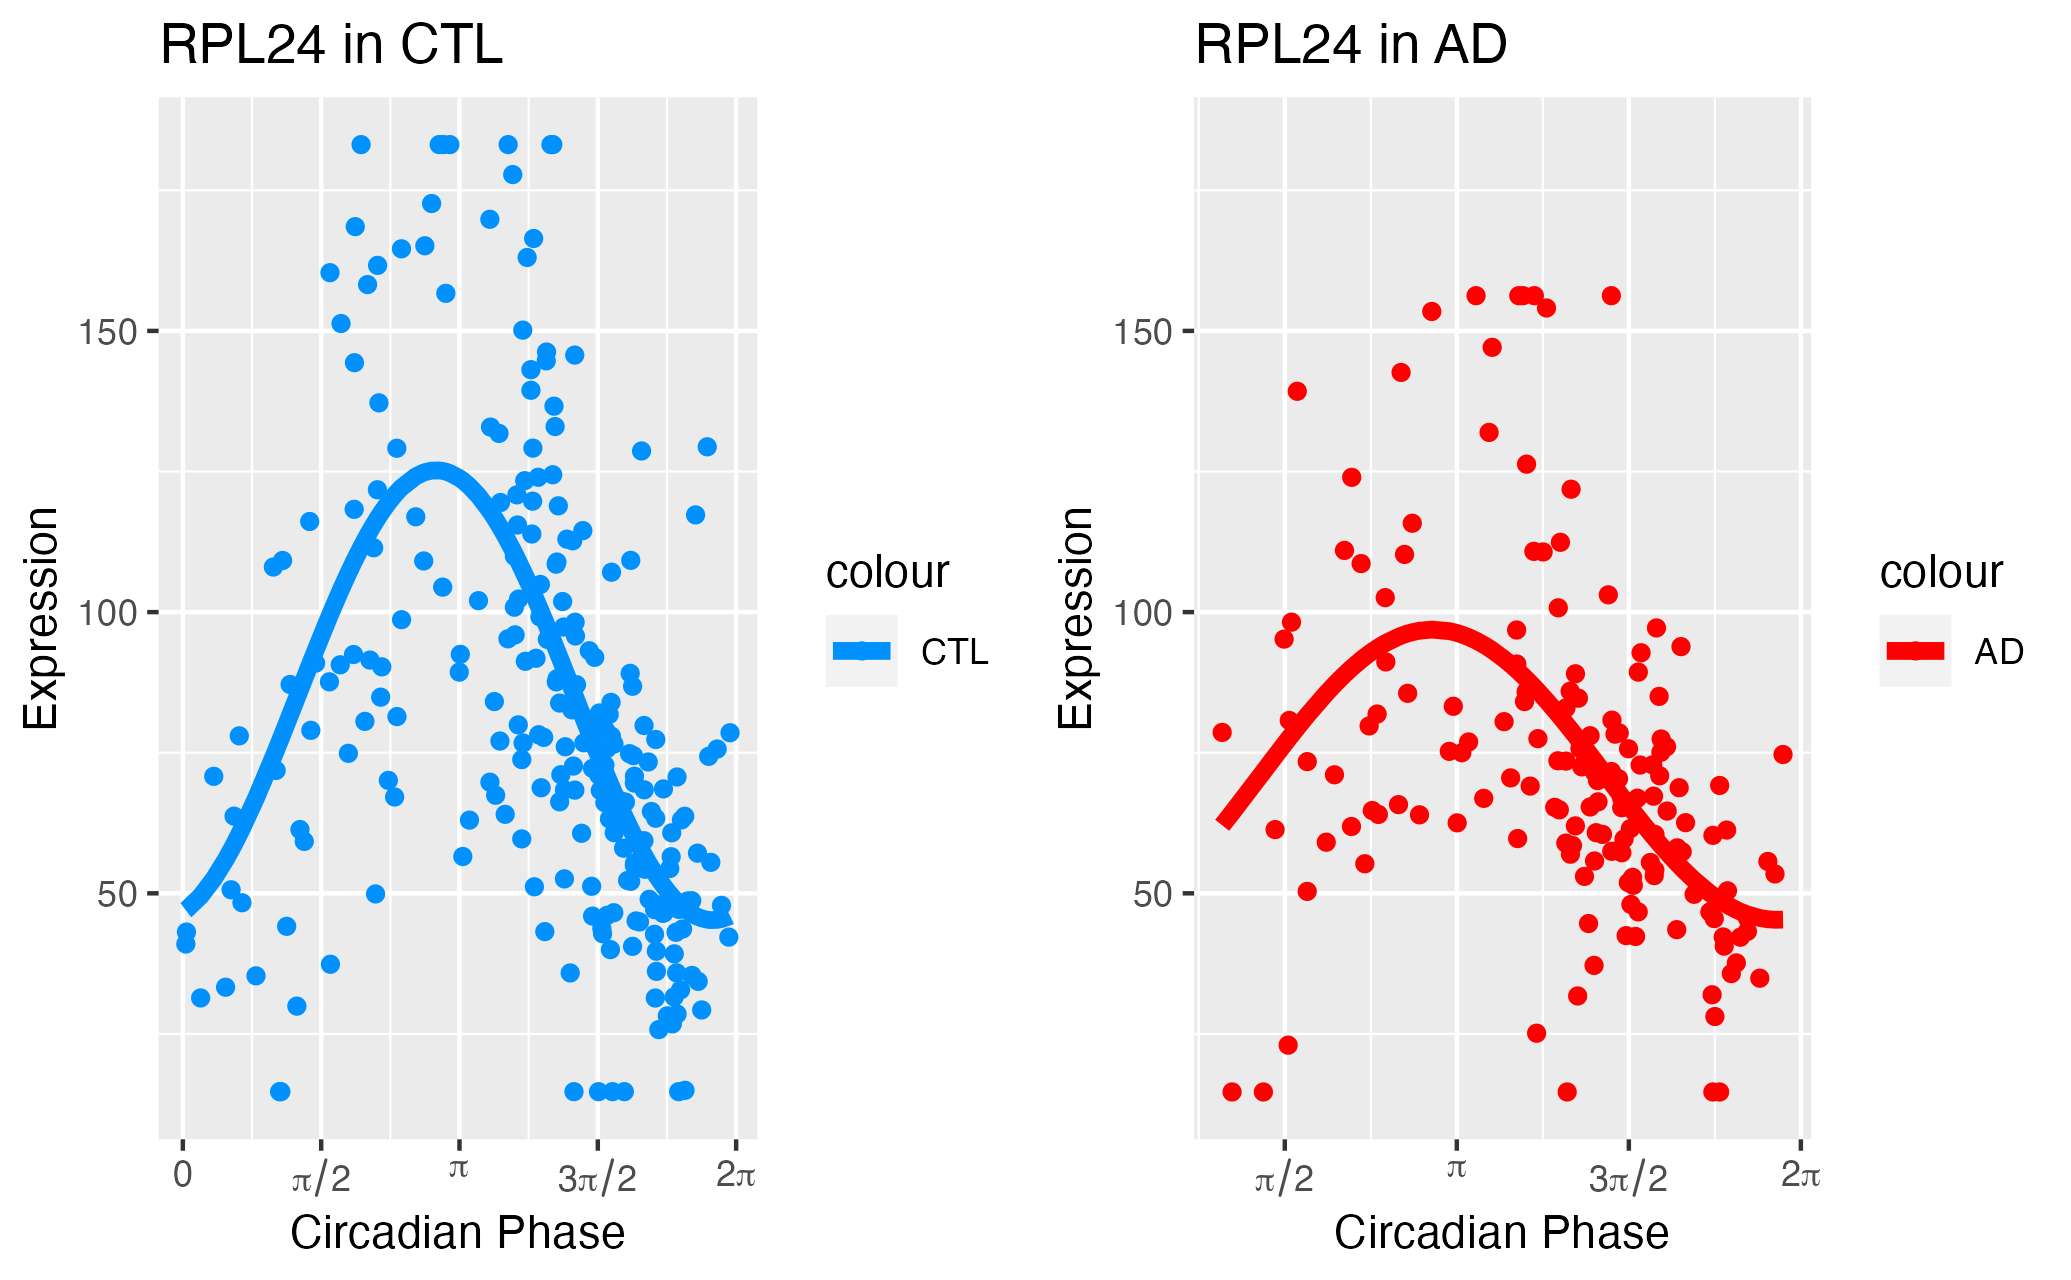 RPL24 in CTL
Expression
150
100
50
0
π/2
π
3π/2
2π
Circadian Phase
colour
CTL
RPL24 in AD
Expression
150
100
50
π/2
π
3π/2
2π
Circadian Phase
colour
AD